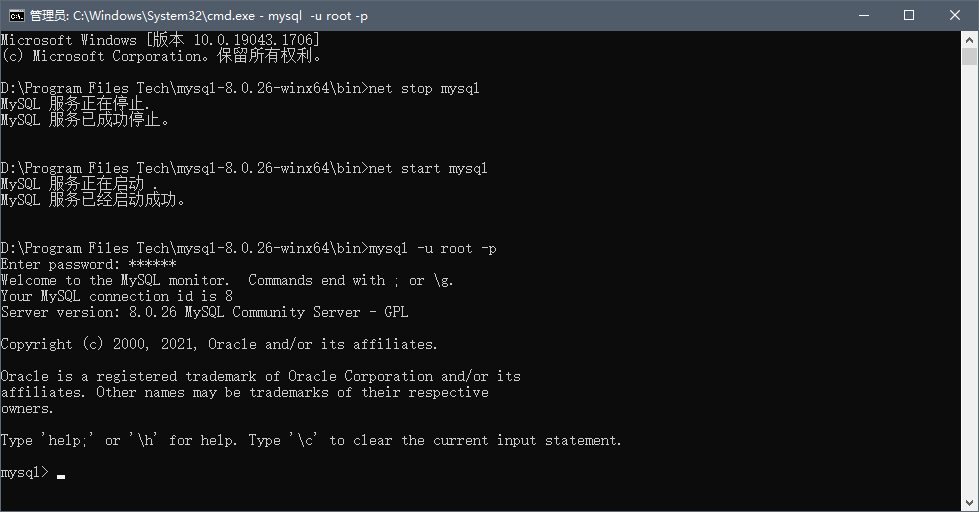 管理员: C:\Windows\System32\cmd.exe - mysql  -u root -p
Microsoft Windows [版本 10.0.19043.1706]
(c) Microsoft Corporation。保留所有权利。
D:\Program Files Tech\mysql-8.0.26-winx64\bin>net stop mysql
MySQL 服务正在停止.
MySQL 服务已成功停止。
D:\Program Files Tech\mysql-8.0.26-winx64\bin>net start mysql
MySQL 服务正在启动 .
MySQL 服务已经启动成功。
D:\Program Files Tech\mysql-8.0.26-winx64\bin>mysql -u root -p
Enter password: ******
Welcome to the MySQL monitor.  Commands end with ; or \g.
Your MySQL connection id is 8
Server version: 8.0.26 MySQL Community Server - GPL
Copyright (c) 2000, 2021, Oracle and/or its affiliates.
Oracle is a registered trademark of Oracle Corporation and/or its
affiliates. Other names may be trademarks of their respective
owners.
Type 'help;' or '\h' for help. Type '\c' to clear the current input statement.
mysql>